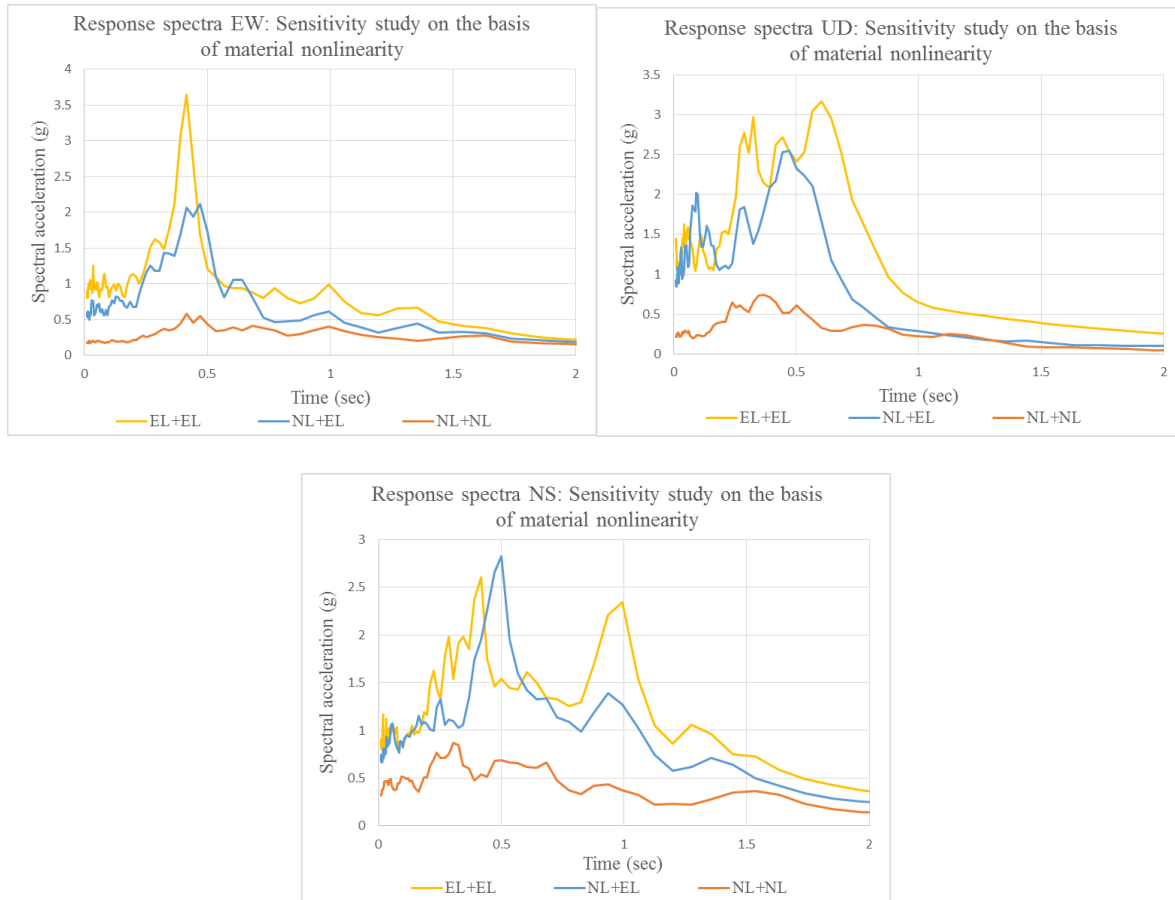 Response spectra EW: Sensitivity study on the basis
of material nonlinearity
4
3.5
3
2.5
2
1.5
1
0.5
0
Spectral acceleration (g)
0 0.5 1 1.5 2
Time (sec)
EL+EL NL+EL NL+NL
Response spectra UD: Sensitivity study on the basis
of material nonlinearity
3.5
3
2.5
2
1.5
1
0.5
0
Spectral acceleration (g)
0 0.5 1 1.5 2
Time (sec)
EL+EL NL+EL NL+NL
Response spectra NS: Sensitivity study on the basis
of material nonlinearity
3
2.5
2
1.5
1
0.5
0
Spectral acceleration (g)
0 0.5 1 1.5 2
Time (sec)
EL+EL NL+EL NL+NL